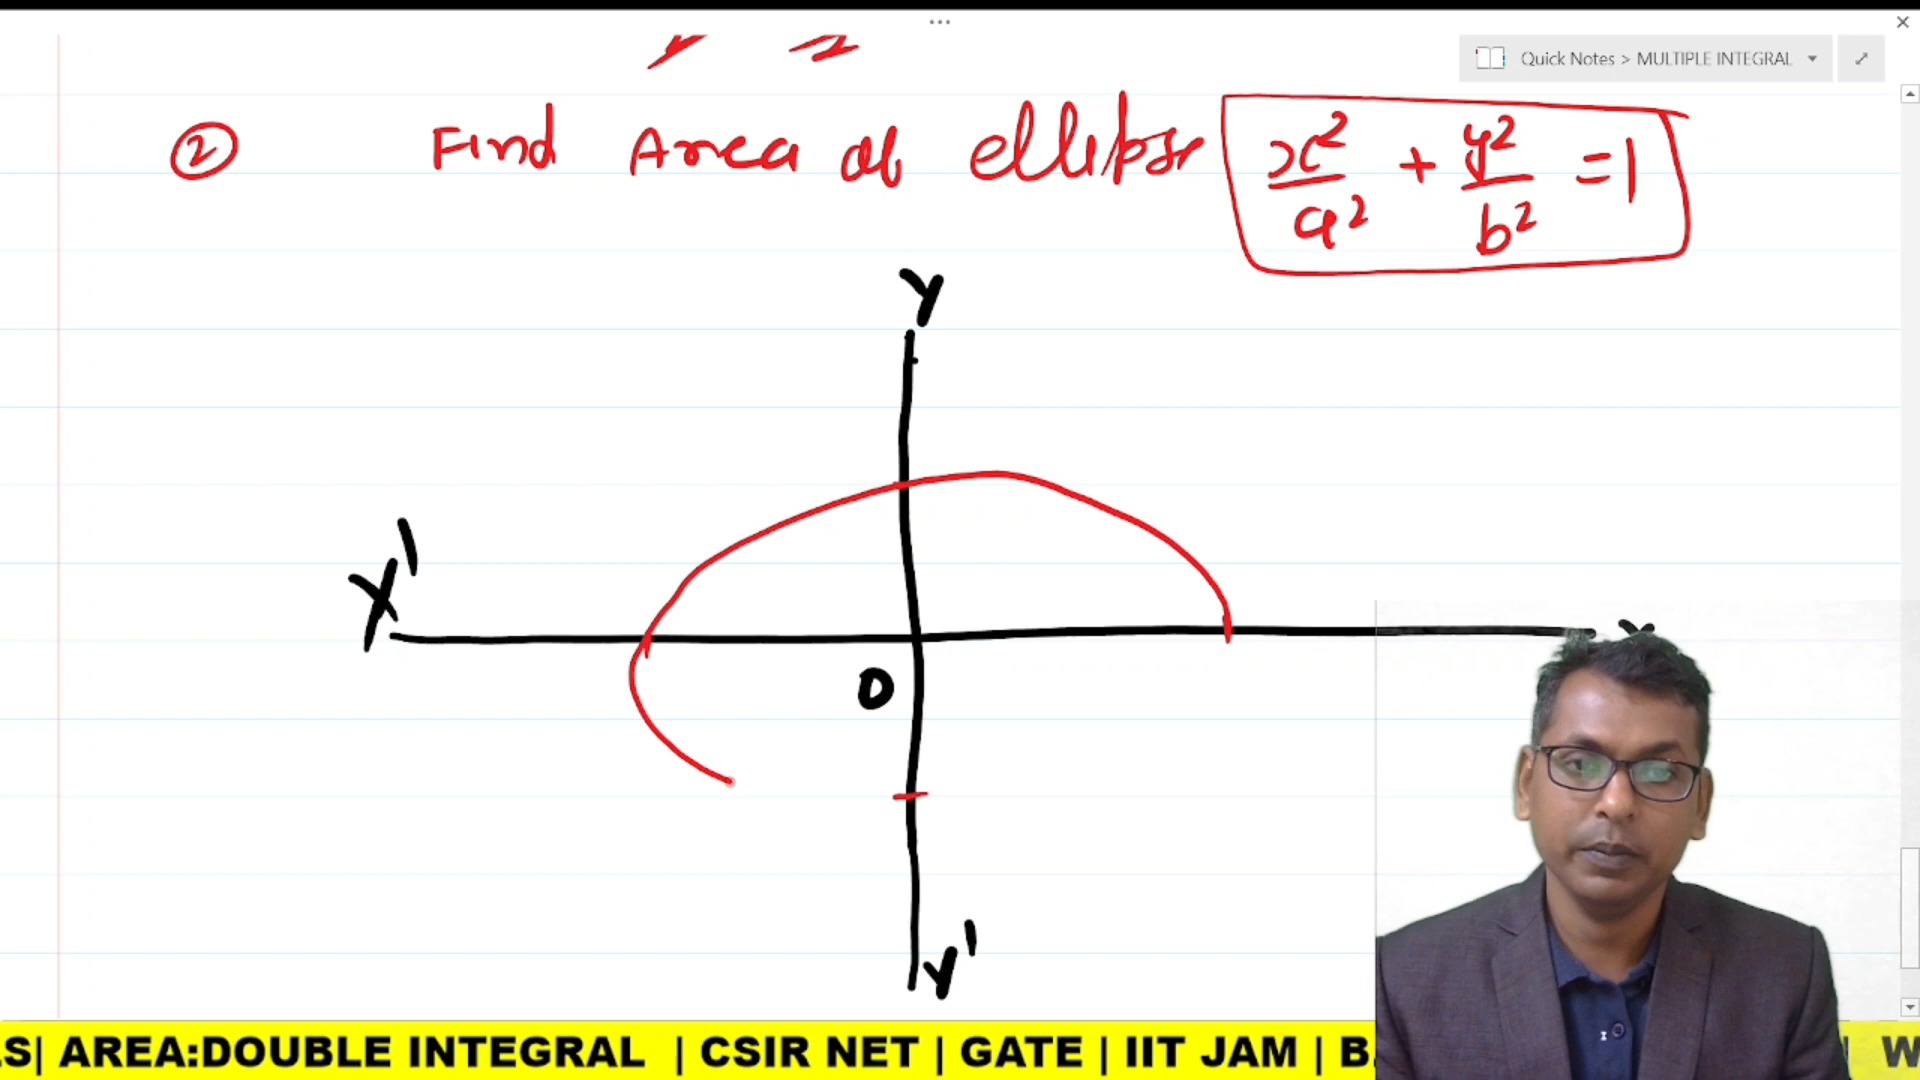 Quick Notes > MULTIPLE INTEGRAL
② Find Area of ellipse x²/a² + y²/b² = 1
Y
X'
O
Y'
S| AREA:DOUBLE INTEGRAL | CSIR NET | GATE | IIT JAM | B